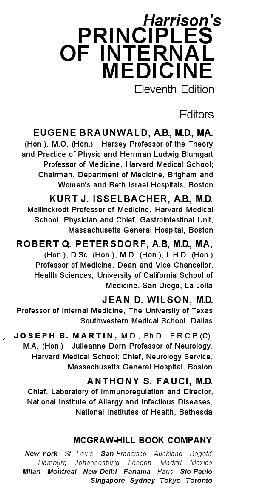 Harrison's
PRINCIPLES
OF INTERNAL
MEDICINE
Eleventh Edition
Editors
EUGENE BRAUNWALD, A.B., M.D., M.A.
(Hon.), M.D. (Hon.) Hersey Professor of the Theory
and Practice of Physic and Herrman Ludwig Blumgart
Professor of Medicine, Harvard Medical School;
Chairman, Department of Medicine, Brigham and
Women's and Beth Israel Hospitals, Boston
KURT J. ISSELBACHER, A.B., M.D.
Mallinckrodt Professor of Medicine, Harvard Medical
School; Physician and Chief, Gastrointestinal Unit,
Massachusetts General Hospital, Boston
ROBERT G. PETERSDORF, A.B., M.D., M.A.
(Hon.), D.Sc. (Hon.), M.D. (Hon.), L.H.D. (Hon.)
Professor of Medicine, Dean and Vice Chancellor,
Health Sciences, University of California School of
Medicine, San Diego, La Jolla
JEAN D. WILSON, M.D.
Professor of Internal Medicine, The University of Texas
Southwestern Medical School, Dallas
JOSEPH B. MARTIN, M.D., Ph.D., F.R.C.P. (C),
M.A. (Hon.) Julieanne Dorn Professor of Neurology,
Harvard Medical School; Chief, Neurology Service,
Massachusetts General Hospital, Boston
ANTHONY S. FAUCI, M.D.
Chief, Laboratory of Immunoregulation and Director,
National Institute of Allergy and Infectious Diseases,
National Institutes of Health, Bethesda
McGRAW-HILL BOOK COMPANY
New York St. Louis San Francisco Auckland Bogotá
Hamburg Johannesburg London Madrid Mexico
Milan Montreal New Delhi Panama Paris São Paulo
Singapore Sydney Tokyo Toronto